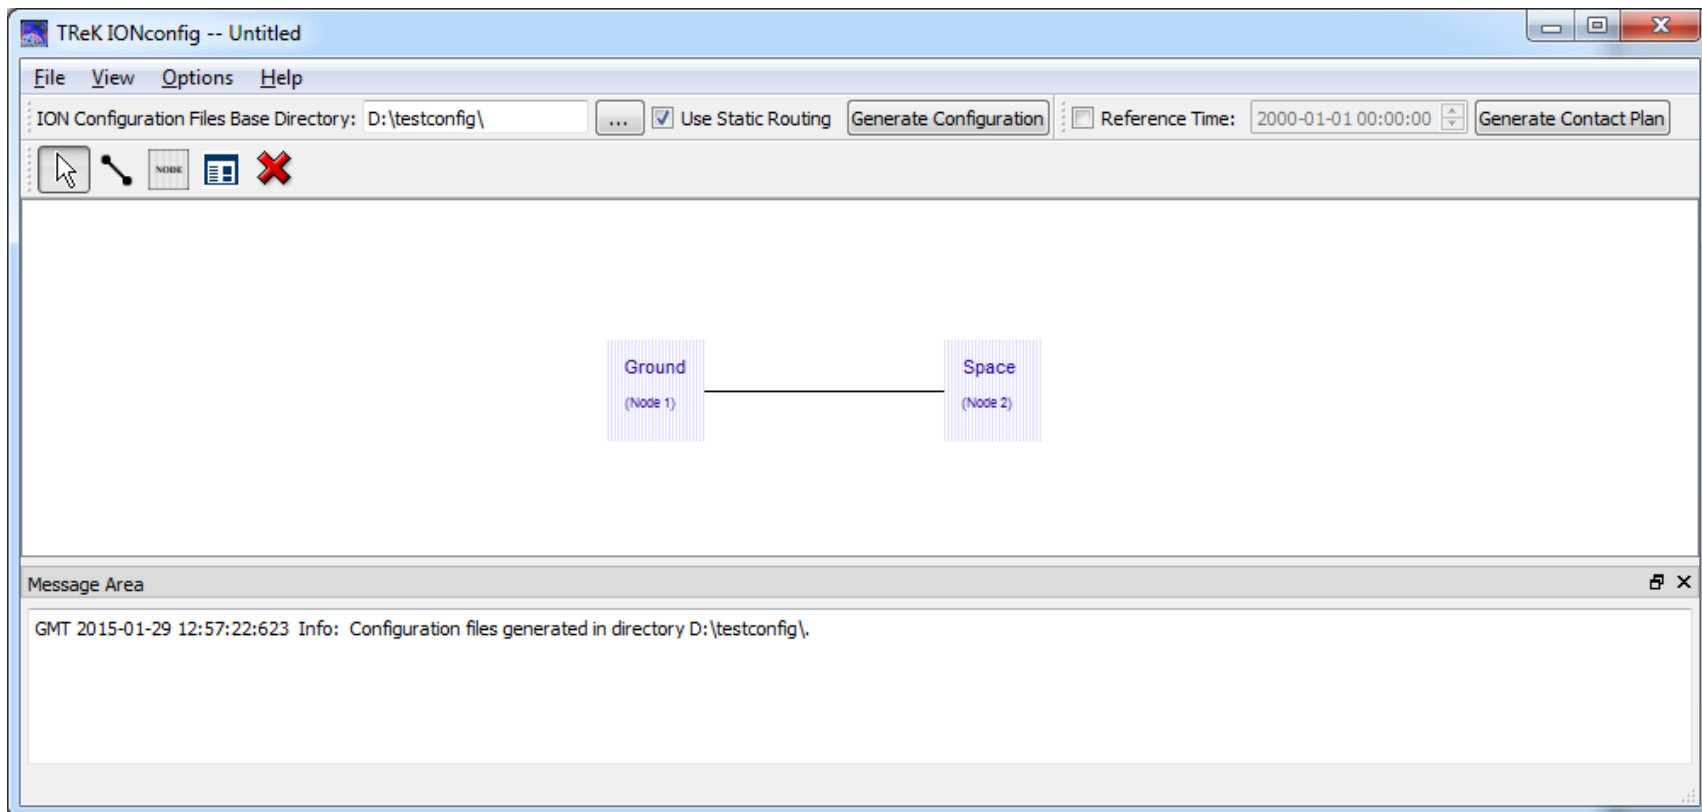 TReK IONconfig -- Untitled
File View Options Help
ION Configuration Files Base Directory: D:\testconfig\ ... Use Static Routing Generate Configuration Reference Time: 2000-01-01 00:00:00 Generate Contact Plan
NODE
Ground
(Node 1)
Space
(Node 2)
Message Area
GMT 2015-01-29 12:57:22:623 Info: Configuration files generated in directory D:\testconfig\.